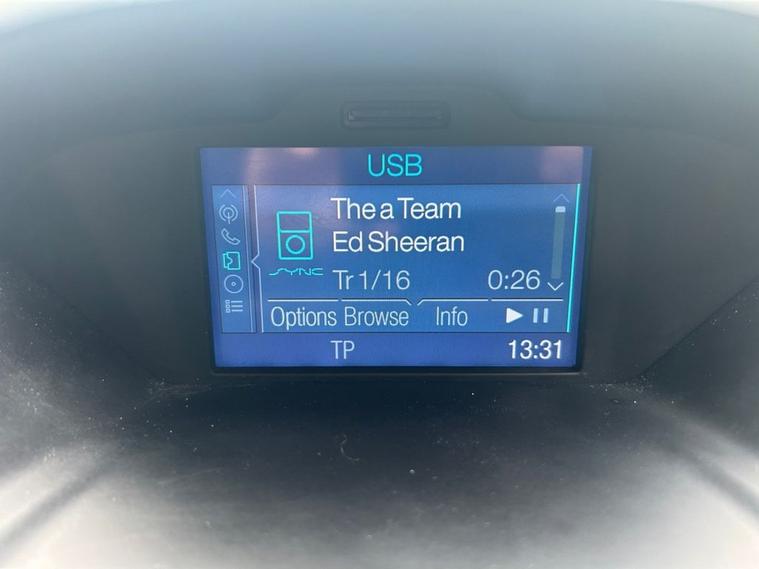 USB
The a Team
Ed Sheeran
SYNC
Tr 1/16 0:26
Options Browse Info
TP 13:31